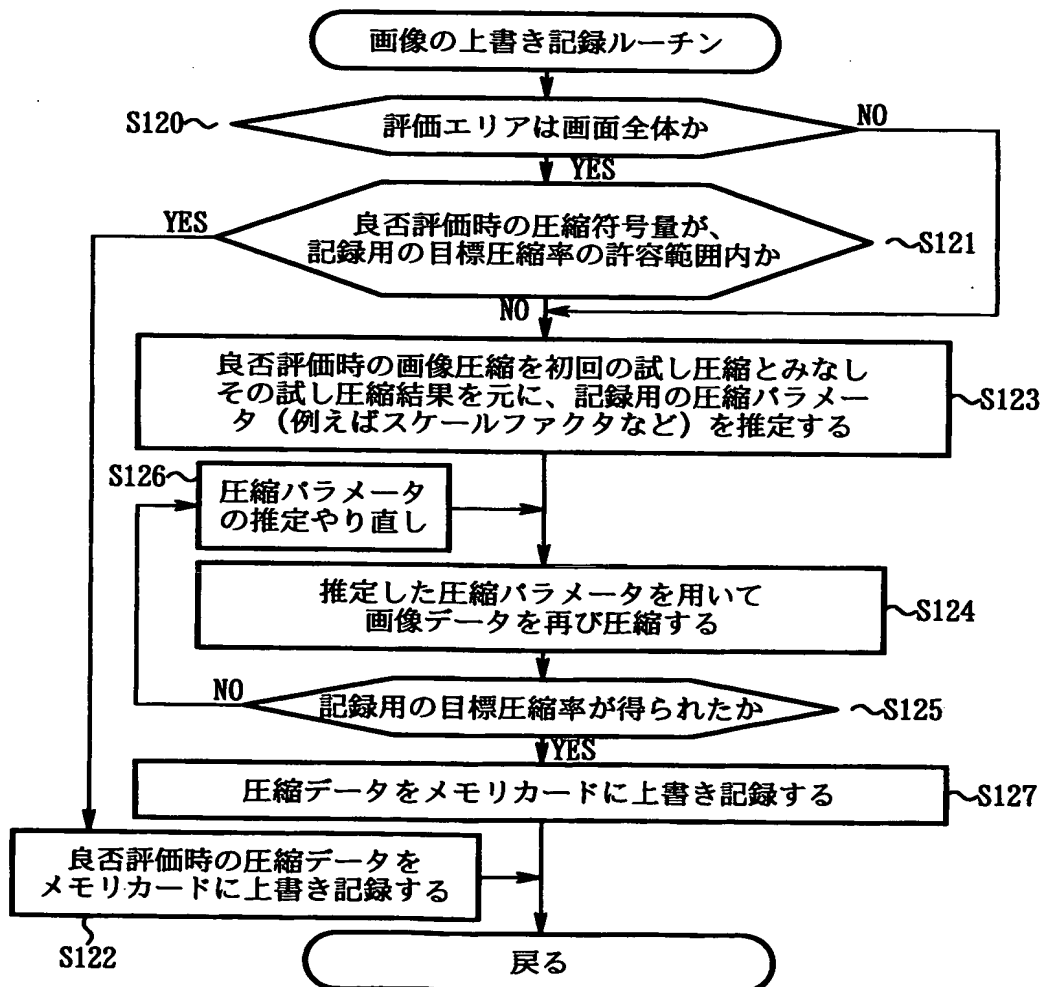 画像の上書き記録ルーチン
S120
評価エリアは画面全体か
NO
YES
YES
良否評価時の圧縮符号量が、
記録用の目標圧縮率の許容範囲内か
S121
NO
良否評価時の画像圧縮を初回の試し圧縮とみなし
その試し圧縮結果を元に、記録用の圧縮パラメー
タ（例えばスケールファクタなど）を推定する
S123
S126
圧縮パラメータ
の推定やり直し
推定した圧縮パラメータを用いて
画像データを再び圧縮する
S124
NO
記録用の目標圧縮率が得られたか
S125
YES
圧縮データをメモリカードに上書き記録する
S127
良否評価時の圧縮データを
メモリカードに上書き記録する
S122
戻る